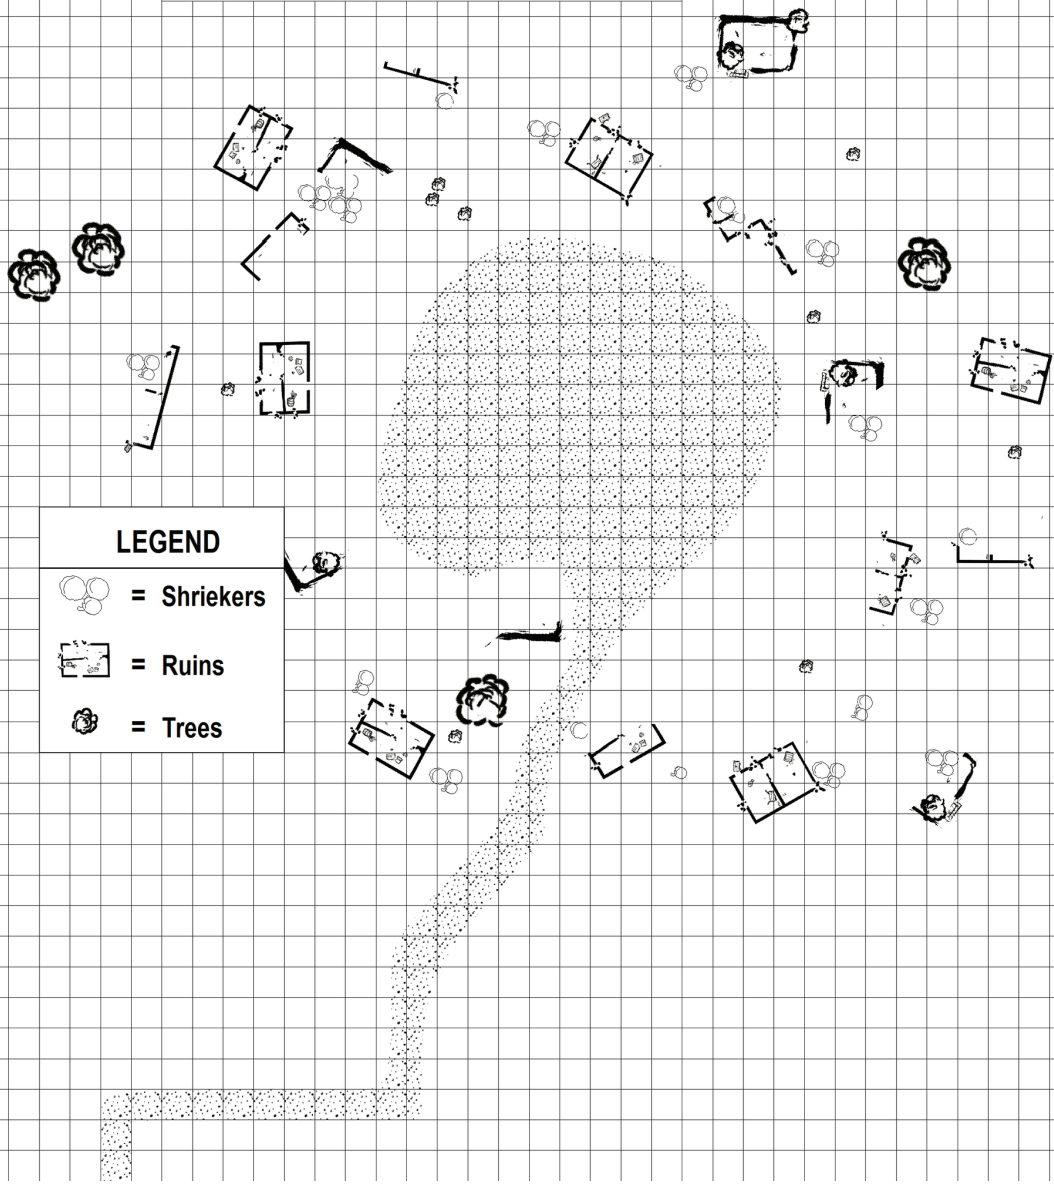 LEGEND
= Shriekers
= Ruins
= Trees